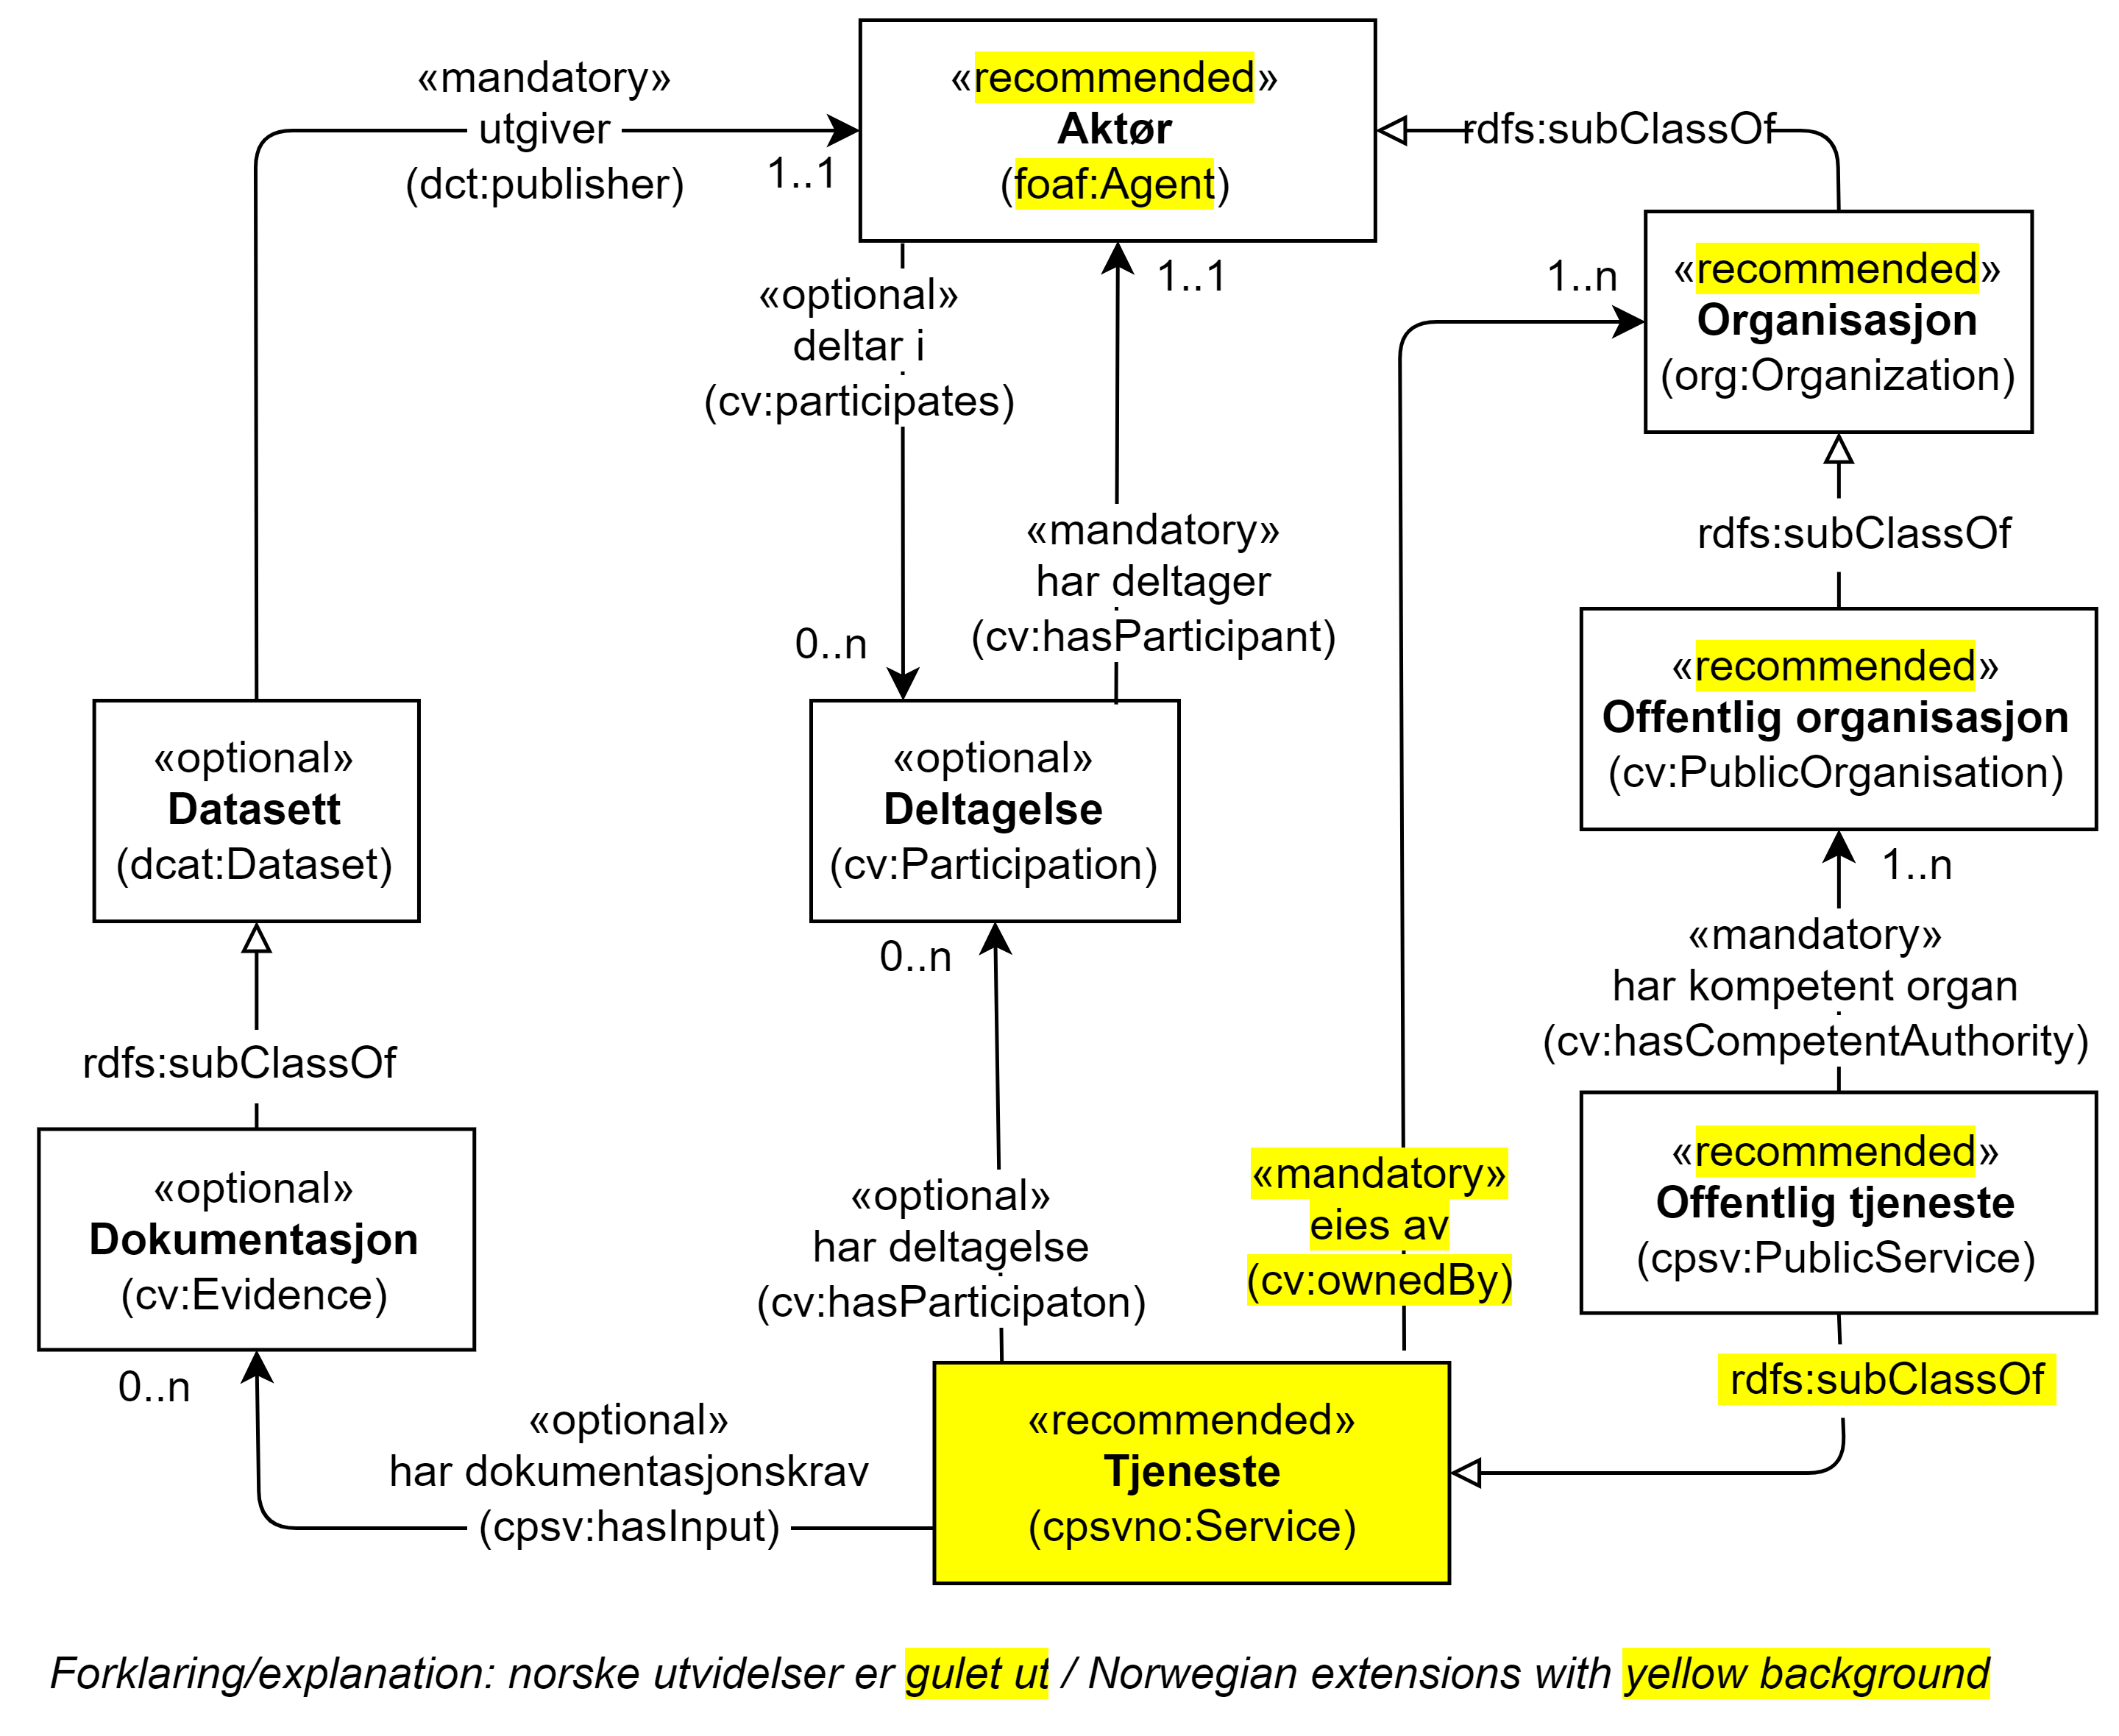 «mandatory»
utgiver
(dct:publisher)
1..1
«recommended»
Aktør
(foaf:Agent)
rdfs:subClassOf
«optional»
deltar i
(cv:participates)
0..n
1..1
«mandatory»
har deltager
(cv:hasParticipant)
1..n
«recommended»
Organisasjon
(org:Organization)
rdfs:subClassOf
«recommended»
Offentlig organisasjon
(cv:PublicOrganisation)
«optional»
Datasett
(dcat:Dataset)
«optional»
Deltagelse
(cv:Participation)
0..n
1..n
«mandatory»
har kompetent organ
(cv:hasCompetentAuthority)
rdfs:subClassOf
«optional»
Dokumentasjon
(cv:Evidence)
0..n
«optional»
har deltagelse
(cv:hasParticipaton)
«mandatory»
eies av
(cv:ownedBy)
«recommended»
Offentlig tjeneste
(cpsv:PublicService)
rdfs:subClassOf
«optional»
har dokumentasjonskrav
(cpsv:hasInput)
«recommended»
Tjeneste
(cpsvno:Service)
Forklaring/explanation: norske utvidelser er gulet ut / Norwegian extensions with yellow background